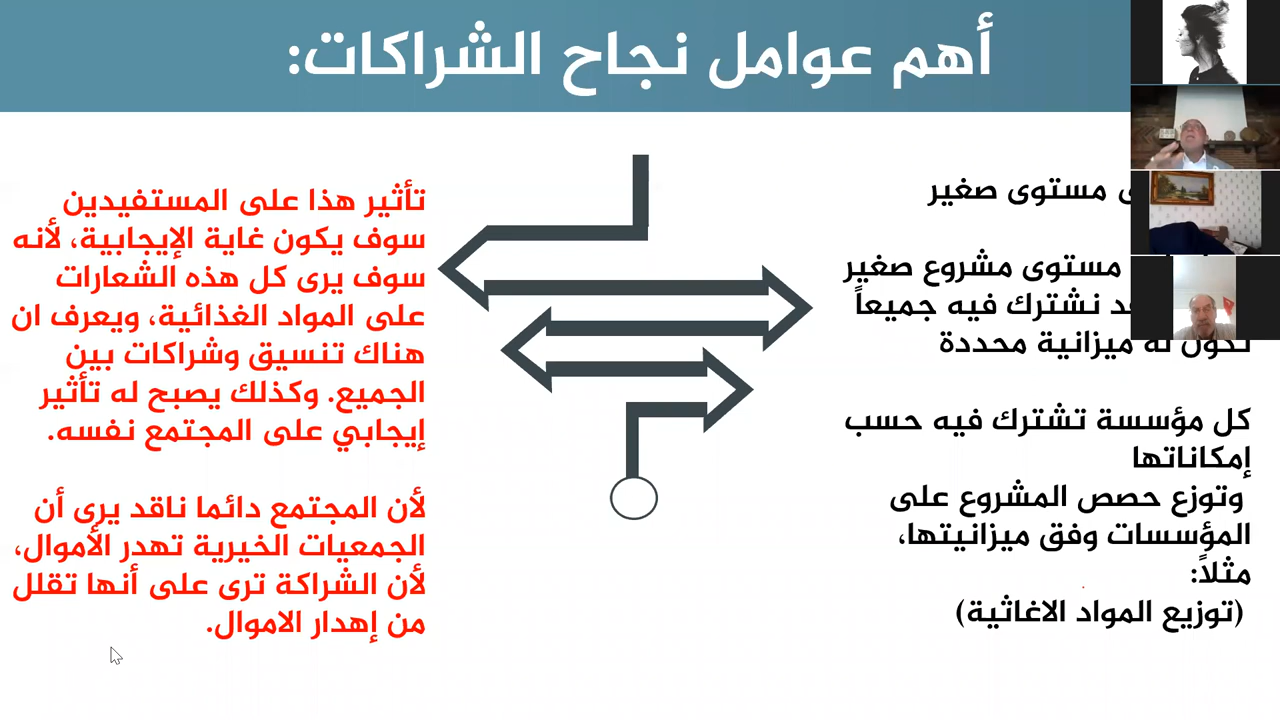 أهم عوامل نجاح الشراكات:
مستوى صغير
مستوى مشروع صغير
نشترك فيه جميعاً
ميزانية محددة
كل مؤسسة تشترك فيه حسب
إمكاناتها
وتوزع حصص المشروع على
المؤسسات وفق ميزانيتها،
مثلاً:
(توزيع المواد الاغاثية)
تأثير هذا على المستفيدين
سوف يكون غاية الإيجابية، لأنه
سوف يرى كل هذه الشعارات
على المواد الغذائية، ويعرف ان
هناك تنسيق وشراكات بين
الجميع. وكذلك يصبح له تأثير
إيجابي على المجتمع نفسه.
لأن المجتمع دائما ناقد يرى أن
الجمعيات الخيرية تهدر الأموال،
لأن الشراكة ترى على أنها تقلل
من إهدار الاموال.